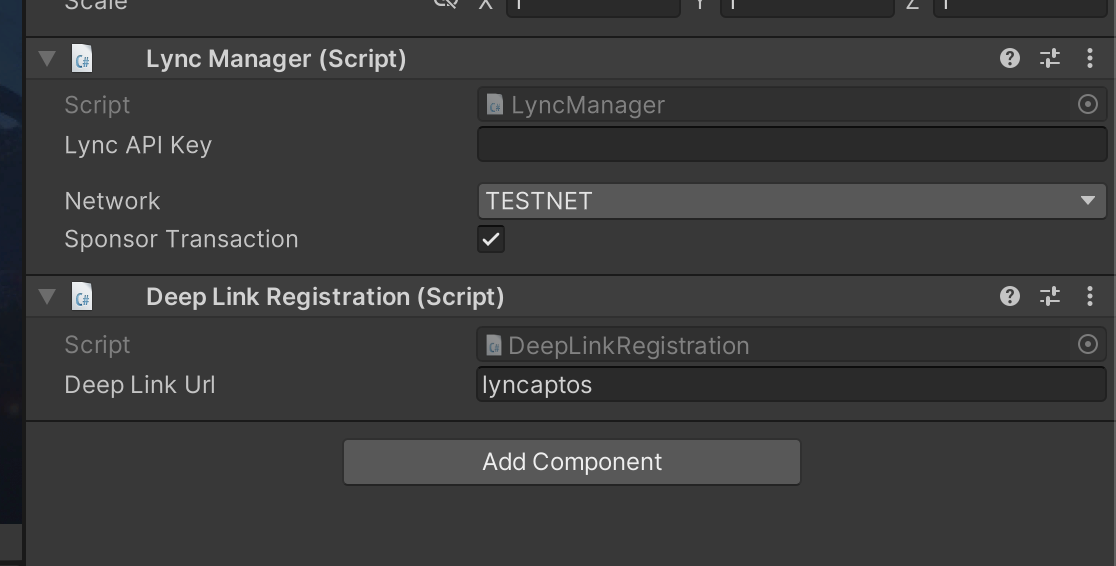 Scale X 1 Y 1 Z 1
Lync Manager (Script)
Script LyncManager
Lync API Key
Network TESTNET
Sponsor Transaction
Deep Link Registration (Script)
Script DeepLinkRegistration
Deep Link Url lyncaptos
Add Component